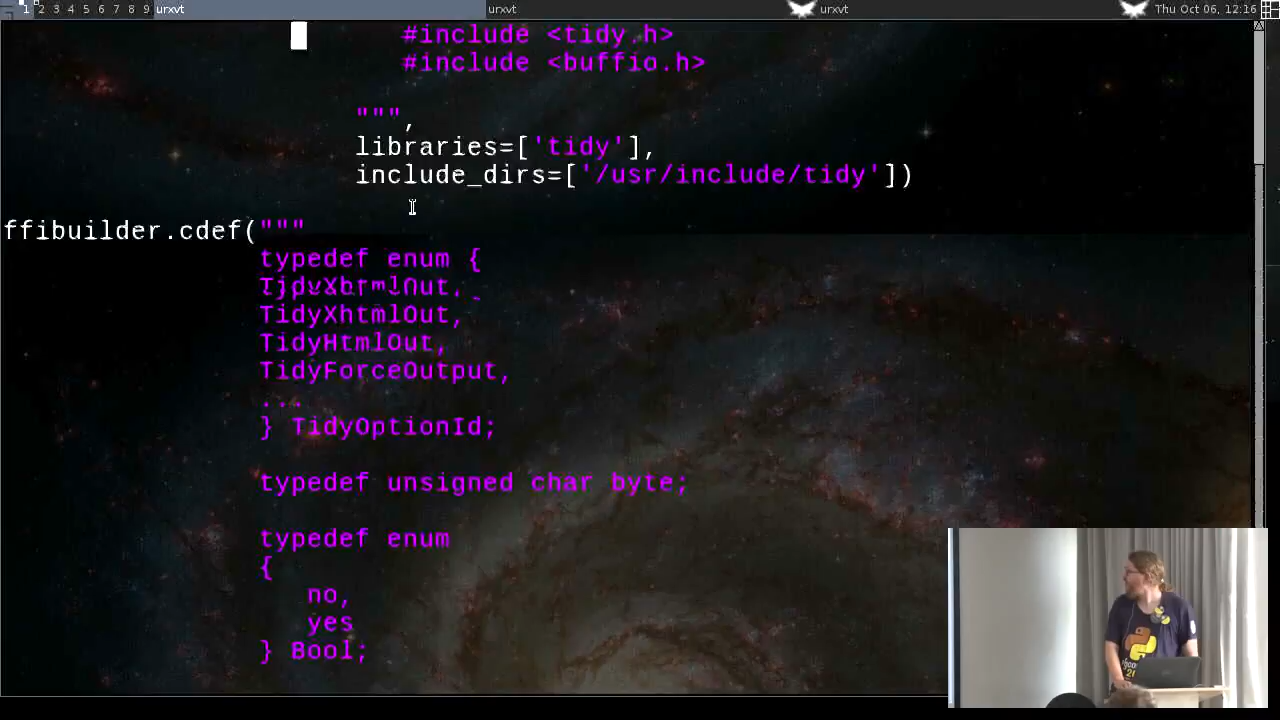 1 2 3 4 5 6 7 8 9 urxvt urxvt urxvt Thu Oct 06, 12:16
#include <tidy.h>
#include <buffio.h>
""",
libraries=['tidy'],
include_dirs=['/usr/include/tidy'])
ffibuilder.cdef("""
typedef enum {
TidyXhtmlOut,
TidyHtmlOut,
TidyForceOutput,
...
} TidyOptionId;
typedef unsigned char byte;
typedef enum
{
no,
yes
} Bool;